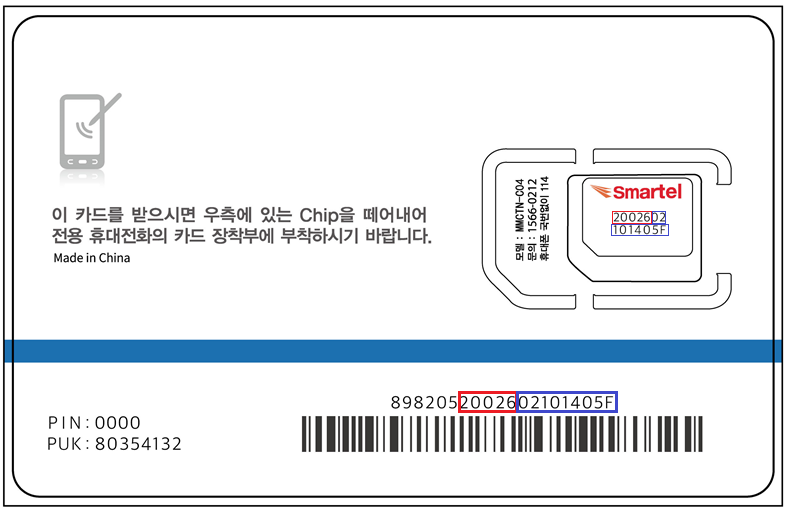 이 카드를 받으시면 우측에 있는 Chip을 떼어내어
전용 휴대전화의 카드 장착부에 부착하시기 바랍니다.
Made in China
모델 : MMCTN-C04
문의 : 1566-0212
휴대폰 국번없이 114
Smartel
2002602
101405F
8982052002602101405F
PIN : 0000
PUK : 80354132